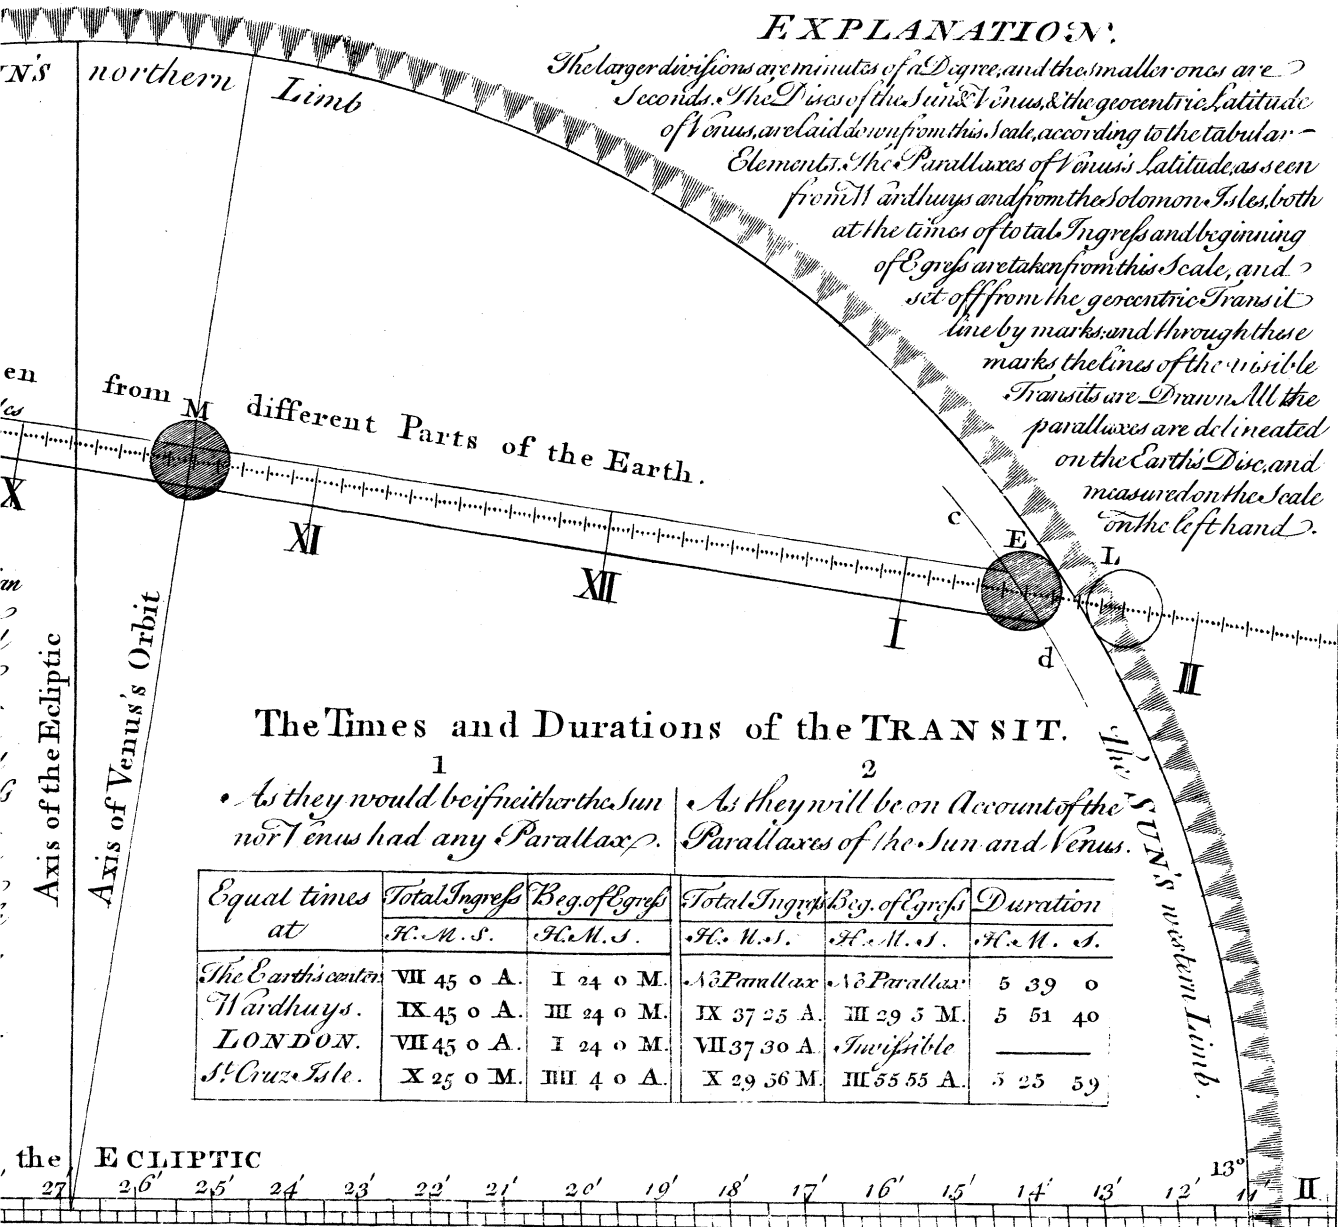 EXPLANATION.
The larger divisions are minutes of a Degree, and the smaller ones are
Seconds. The Discs of the Sun & Venus, & the geocentric Latitude
of Venus, are laid down from this Scale, according to the tabular
Elements. The Parallaxes of Venus's Latitude, as seen
from Wardhuys and from the Solomon Isles, both
at the times of total Ingreſs and beginning
of Egreſs are taken from this Scale, and
set off from the geocentric Transit
line by marks; and through these
marks the lines of the visible
Transits are Drawn. All the
parallaxes are delineated
on the Earth's Disc, and
measured on the Scale
on the left hand.
N'S northern Limb
en from different Parts of the Earth.
M
X XI XII I II
c
E
L
d
Axis of the Ecliptic
Axis of Venus's Orbit
The SUN's western Limb.
The Times and Durations of the TRANSIT.
1 2
As they would be if neither the Sun
nor Venus had any Parallax.
As they will be on Account of the
Parallaxes of the Sun and Venus.
Equal times at Total Ingreſs Beg. of Egreſs Total Ingreſs Beg. of Egreſs Duration
H. M. S. H. M. S. H. M. S. H. M. S. H. M. S.
The Earth's center VII 45 0 A. I 24 0 M. No Parallax No Parallax 5 39 0
Wardhuys. IX 45 0 A. III 24 0 M. IX 37 25 A. III 29 5 M. 5 51 40
LONDON. VII 45 0 A. I 24 0 M. VII 37 30 A Inviſsible
St. Cruz Isle. X 25 0 M. IIII 4 0 A. X 29 56 M. III 55 55 A. 5 25 59
the ECLIPTIC
13°
27' 26' 25' 24' 23' 22' 21' 20' 19' 18' 17' 16' 15' 14' 13' 12' 11' II